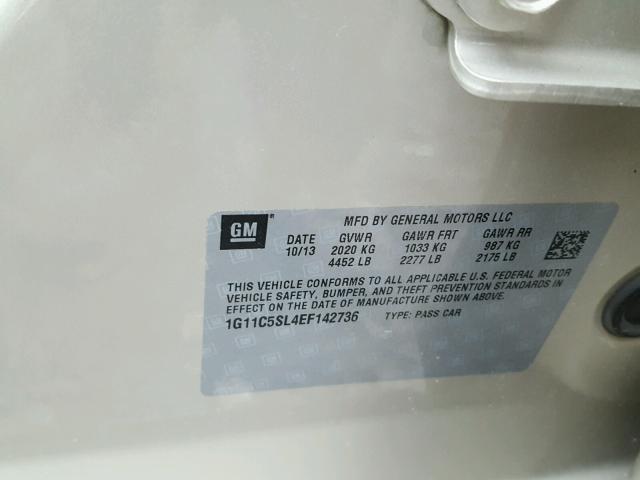 GM
MFD BY GENERAL MOTORS LLC
DATE GVWR GAWR FRT GAWR RR
10/13 2020 KG 1033 KG 987 KG
4452 LB 2277 LB 2175 LB
THIS VEHICLE CONFORMS TO ALL APPLICABLE U.S. FEDERAL MOTOR
VEHICLE SAFETY, BUMPER, AND THEFT PREVENTION STANDARDS IN
EFFECT ON THE DATE OF MANUFACTURE SHOWN ABOVE.
1G11C5SL4EF142736 TYPE: PASS CAR